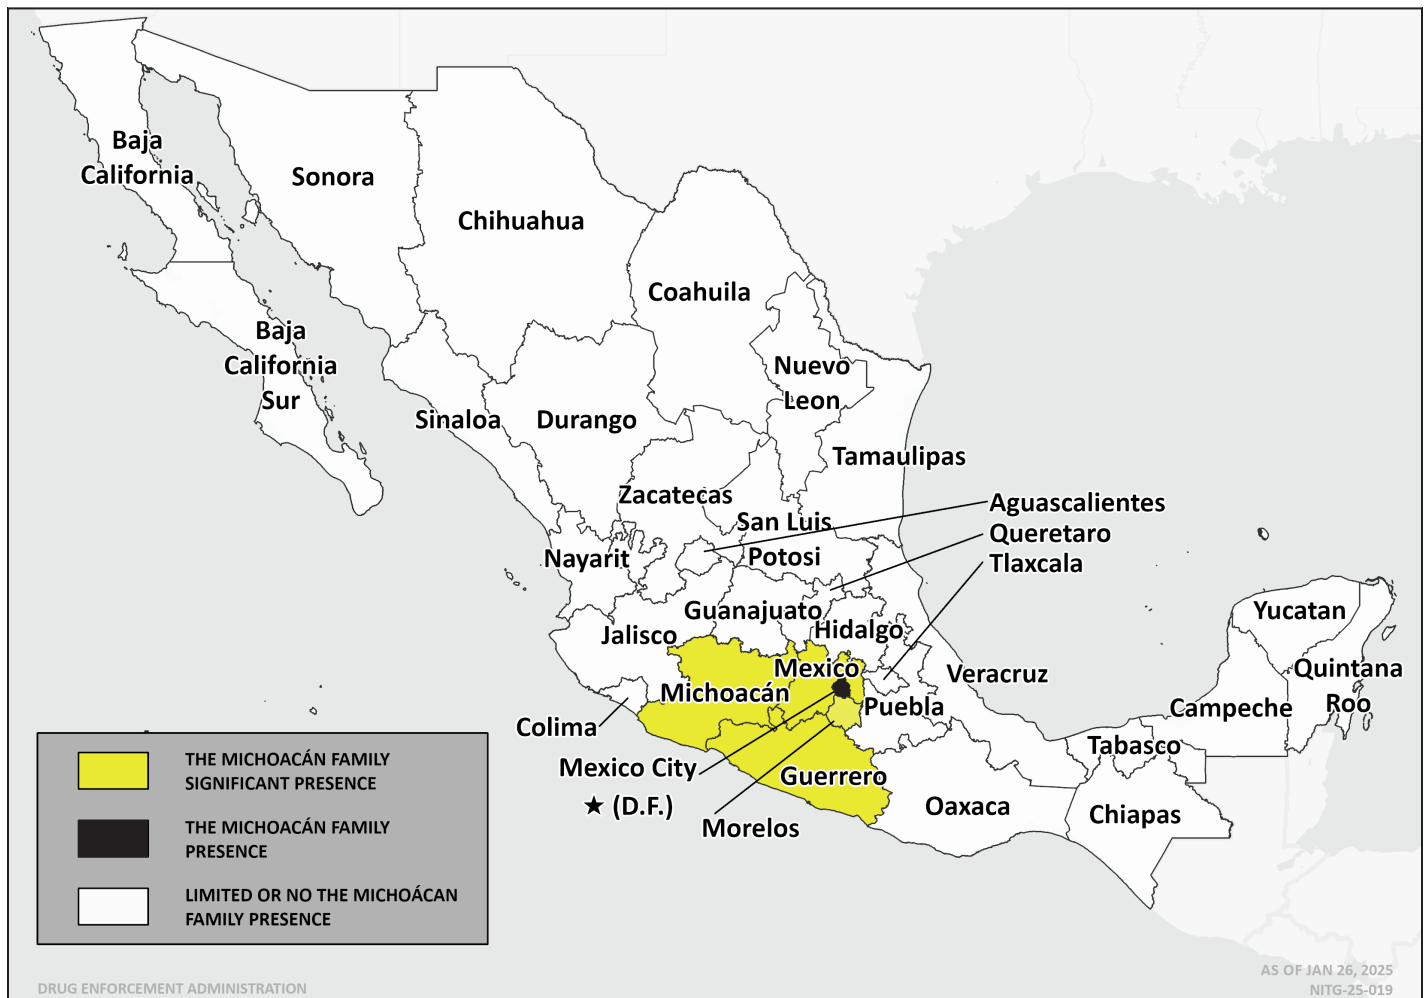 Baja
California
Sonora
Chihuahua
Coahuila
Baja
California
Sur
Nuevo
Leon
Sinaloa
Durango
Tamaulipas
Zacatecas
Aguascalientes
San Luis
Potosi
Queretaro
Nayarit
Tlaxcala
Guanajuato
Hidalgo
Jalisco
Yucatan
Mexico
Veracruz
Quintana
Roo
Michoacán
Puebla
Campeche
Colima
Tabasco
Mexico City
★ (D.F.)
Guerrero
Oaxaca
Chiapas
Morelos
THE MICHOACÁN FAMILY
SIGNIFICANT PRESENCE
THE MICHOACÁN FAMILY
PRESENCE
LIMITED OR NO THE MICHOÁCAN
FAMILY PRESENCE
DRUG ENFORCEMENT ADMINISTRATION
AS OF JAN 26, 2025
NITG-25-019